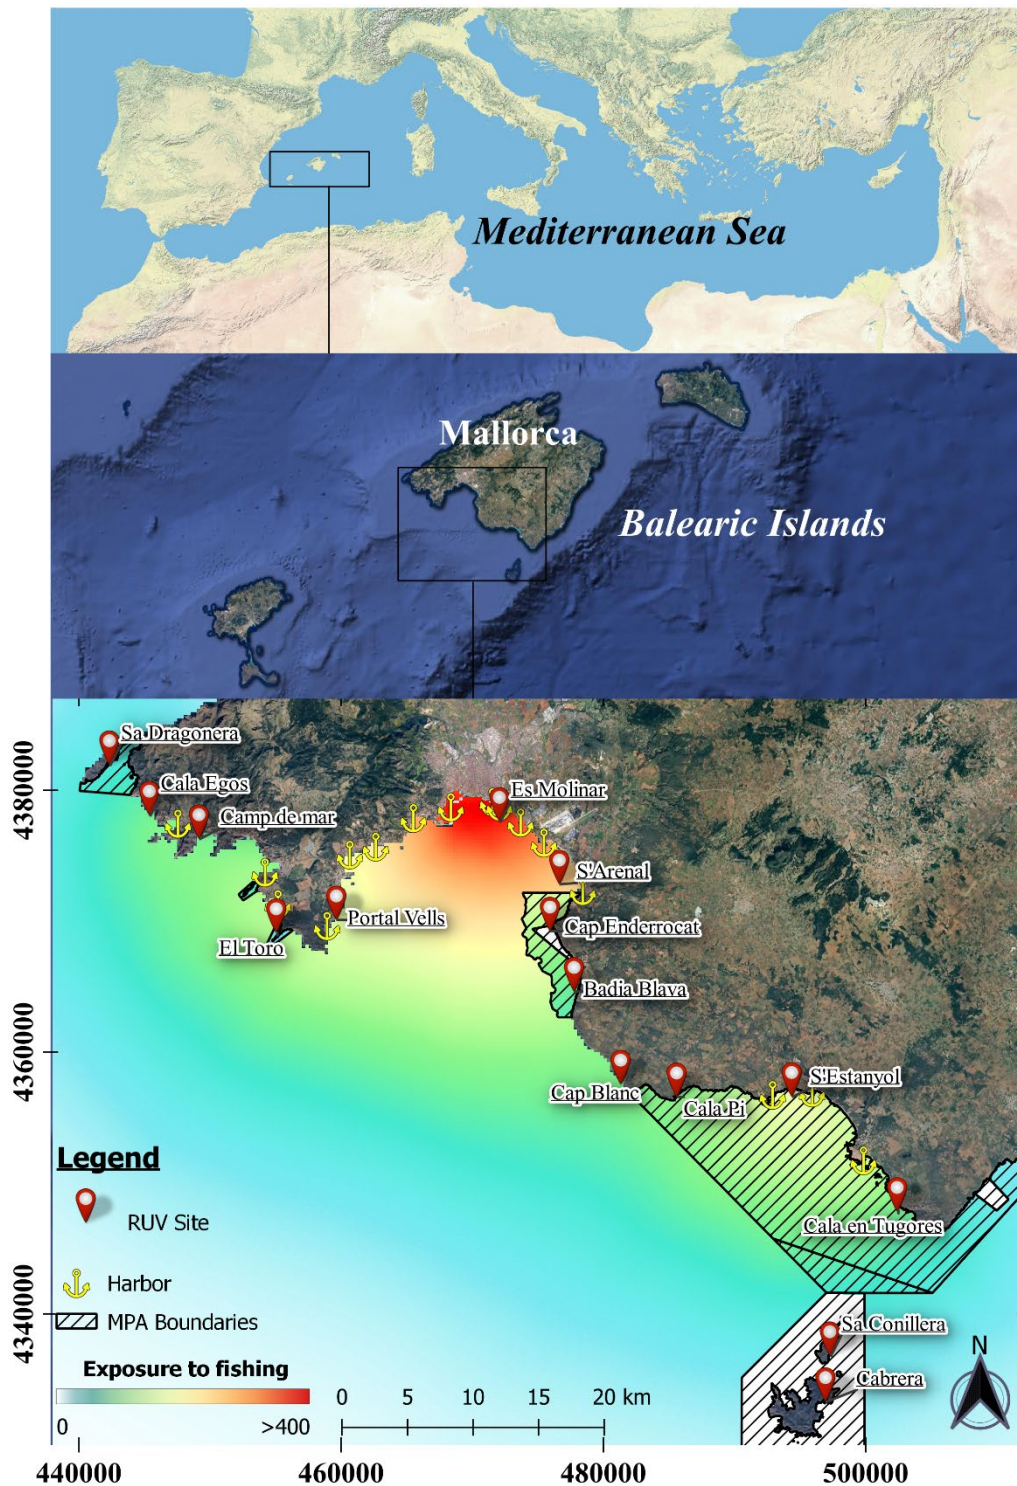 Mediterranean Sea
Mallorca
Balearic Islands
Sa Dragonera
Cala Egos
Camp de mar
Es Molinar
S'Arenal
Portal Vells
El Toro
Cap Enderrocat
Badia Blava
Cap Blanc
Cala Pi
S'Estanyol
Cala en Tugores
Sa Conillera
Cabrera
4380000
4360000
4340000
Legend
RUV Site
Harbor
MPA Boundaries
Exposure to fishing
0 >400
0 5 10 15 20 km
N
440000 460000 480000 500000